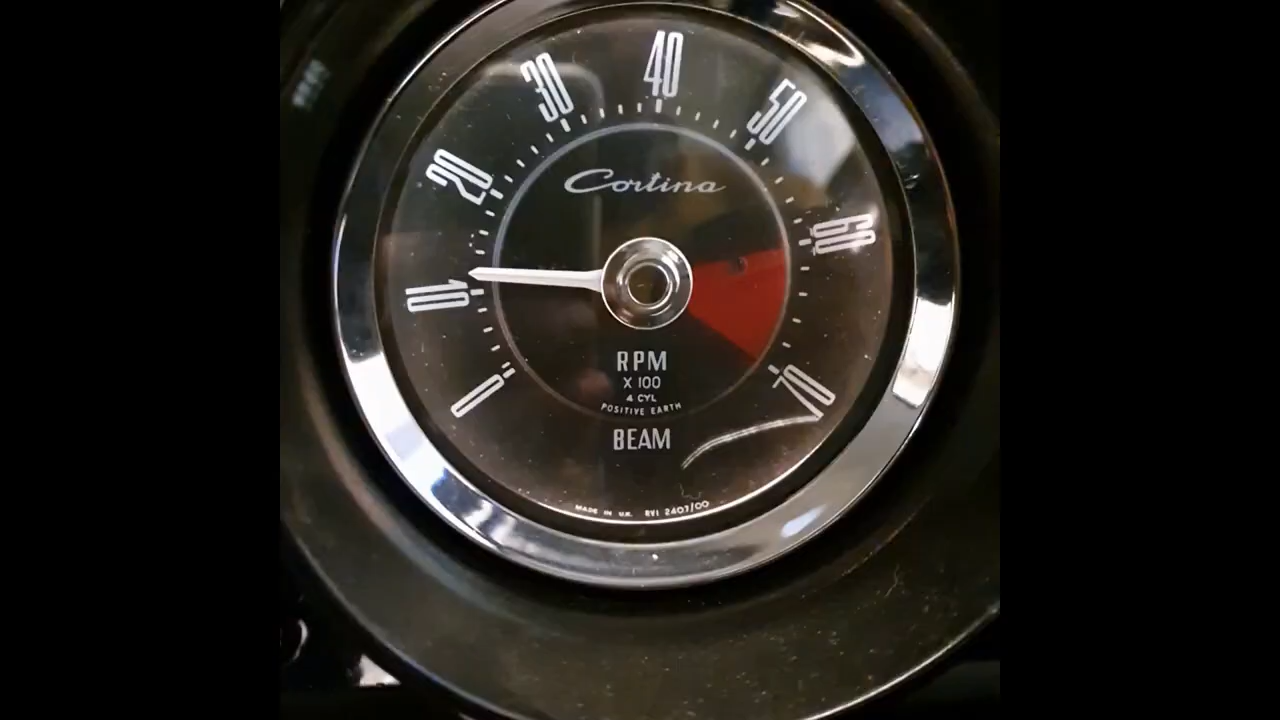 0
10
20
30
40
50
60
70
Cortina
RPM
X 100
4 CYL
POSITIVE EARTH
BEAM
MADE IN U.K. RVI 2407/00